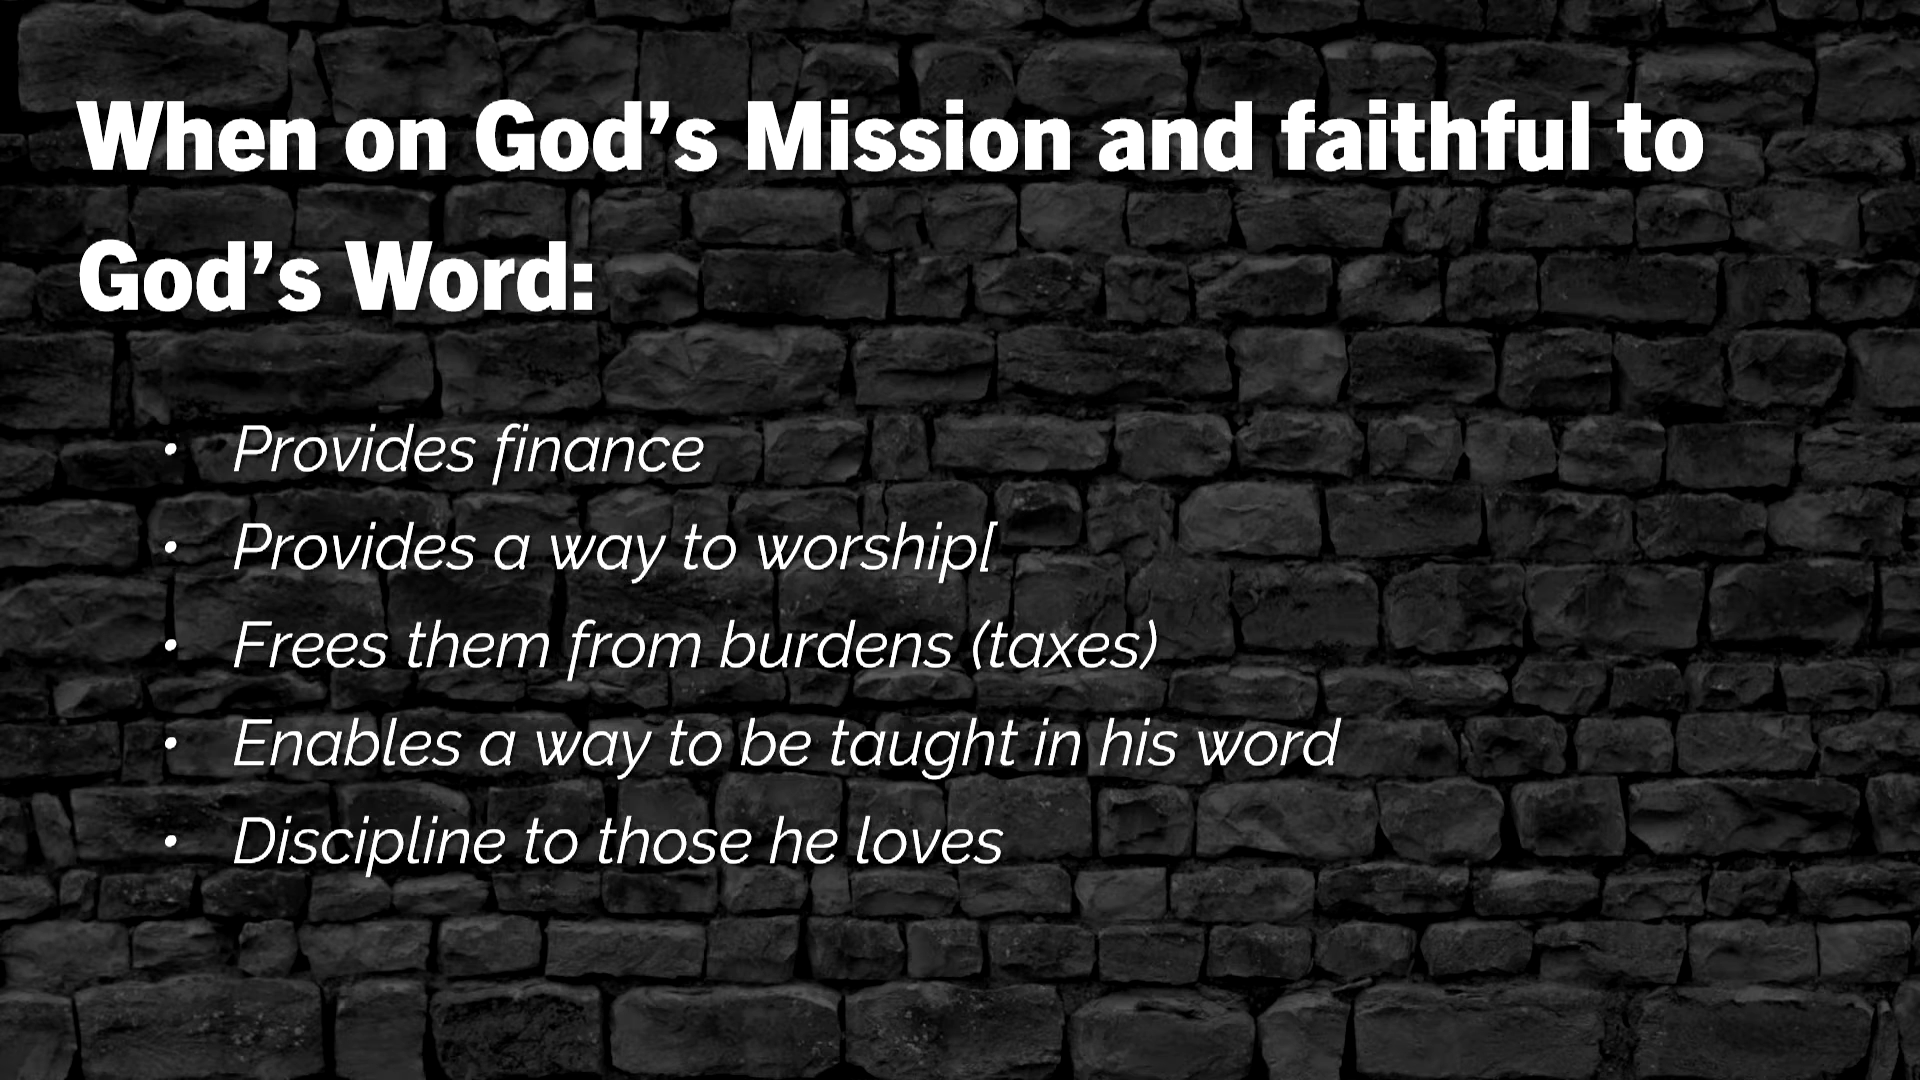 When on God’s Mission and faithful to
God’s Word:
• Provides finance
• Provides a way to worship[
• Frees them from burdens (taxes)
• Enables a way to be taught in his word
• Discipline to those he loves